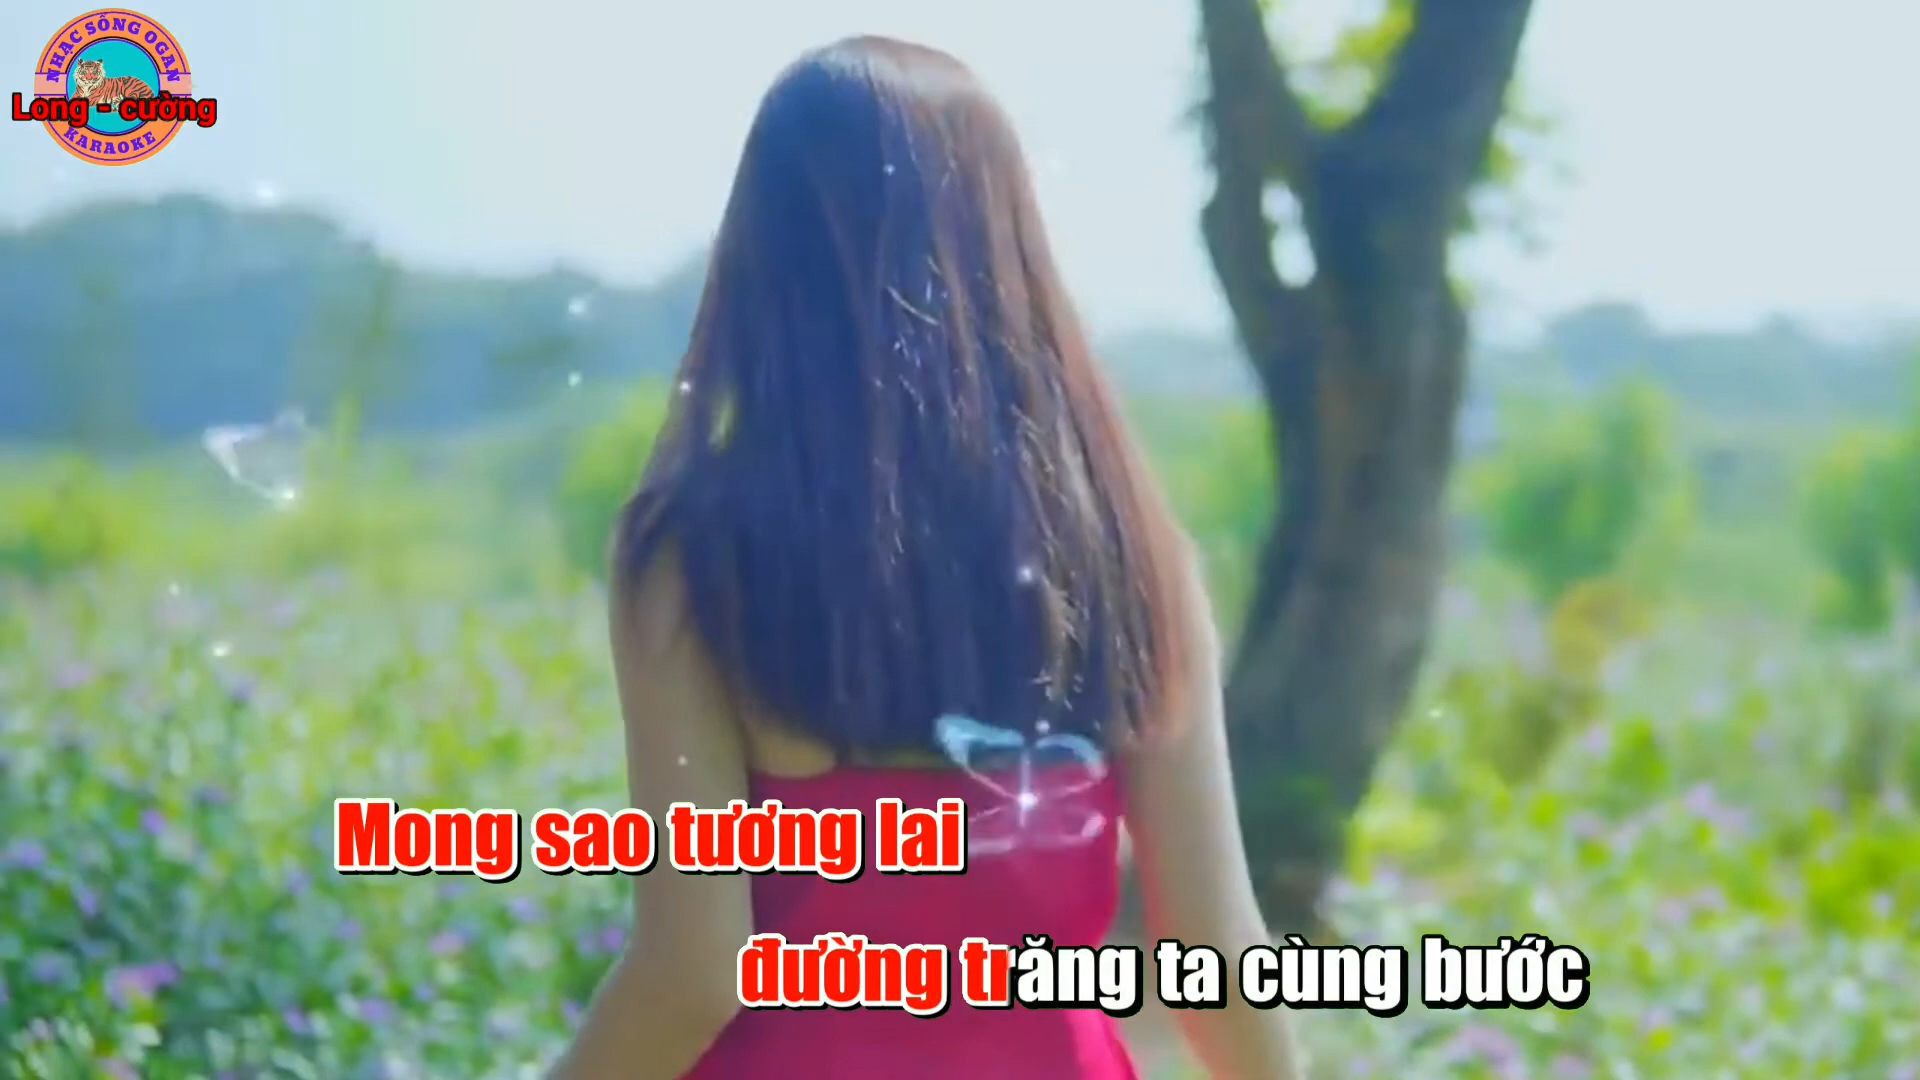 NHẠC SỐNG OGAN
Long - cường
KARAOKE
Mong sao tương lai
đường trăng ta cùng bước